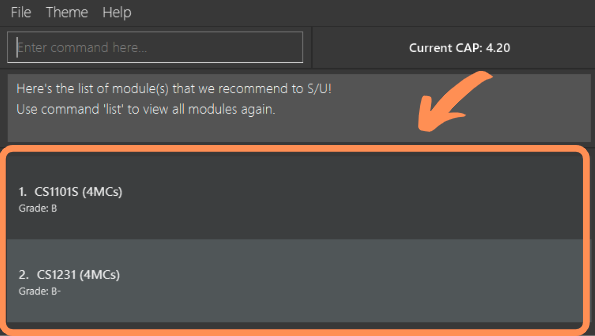 File Theme Help
Enter command here...
Current CAP: 4.20
Here's the list of module(s) that we recommend to S/U!
Use command 'list' to view all modules again.
1. CS1101S (4MCs)
Grade: B
2. CS1231 (4MCs)
Grade: B-